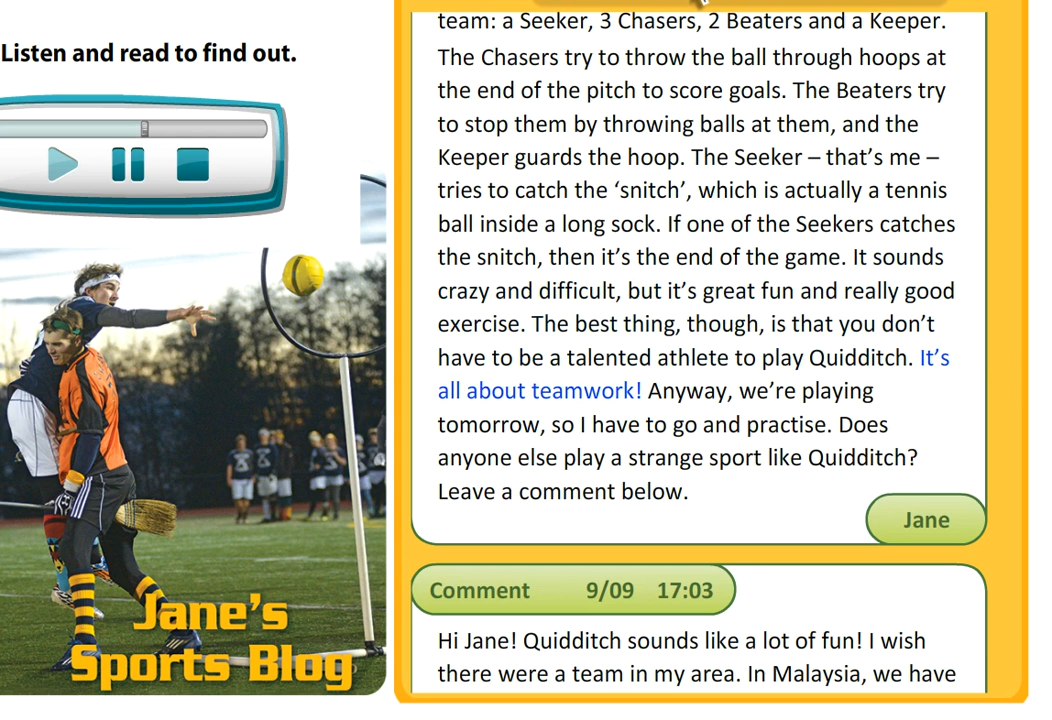 Listen and read to find out.
Jane's
Sports Blog
team: a Seeker, 3 Chasers, 2 Beaters and a Keeper.
The Chasers try to throw the ball through hoops at
the end of the pitch to score goals. The Beaters try
to stop them by throwing balls at them, and the
Keeper guards the hoop. The Seeker – that's me –
tries to catch the ‘snitch’, which is actually a tennis
ball inside a long sock. If one of the Seekers catches
the snitch, then it's the end of the game. It sounds
crazy and difficult, but it's great fun and really good
exercise. The best thing, though, is that you don't
have to be a talented athlete to play Quidditch. It's
all about teamwork! Anyway, we're playing
tomorrow, so I have to go and practise. Does
anyone else play a strange sport like Quidditch?
Leave a comment below.
Jane
Comment 9/09 17:03
Hi Jane! Quidditch sounds like a lot of fun! I wish
there were a team in my area. In Malaysia, we have